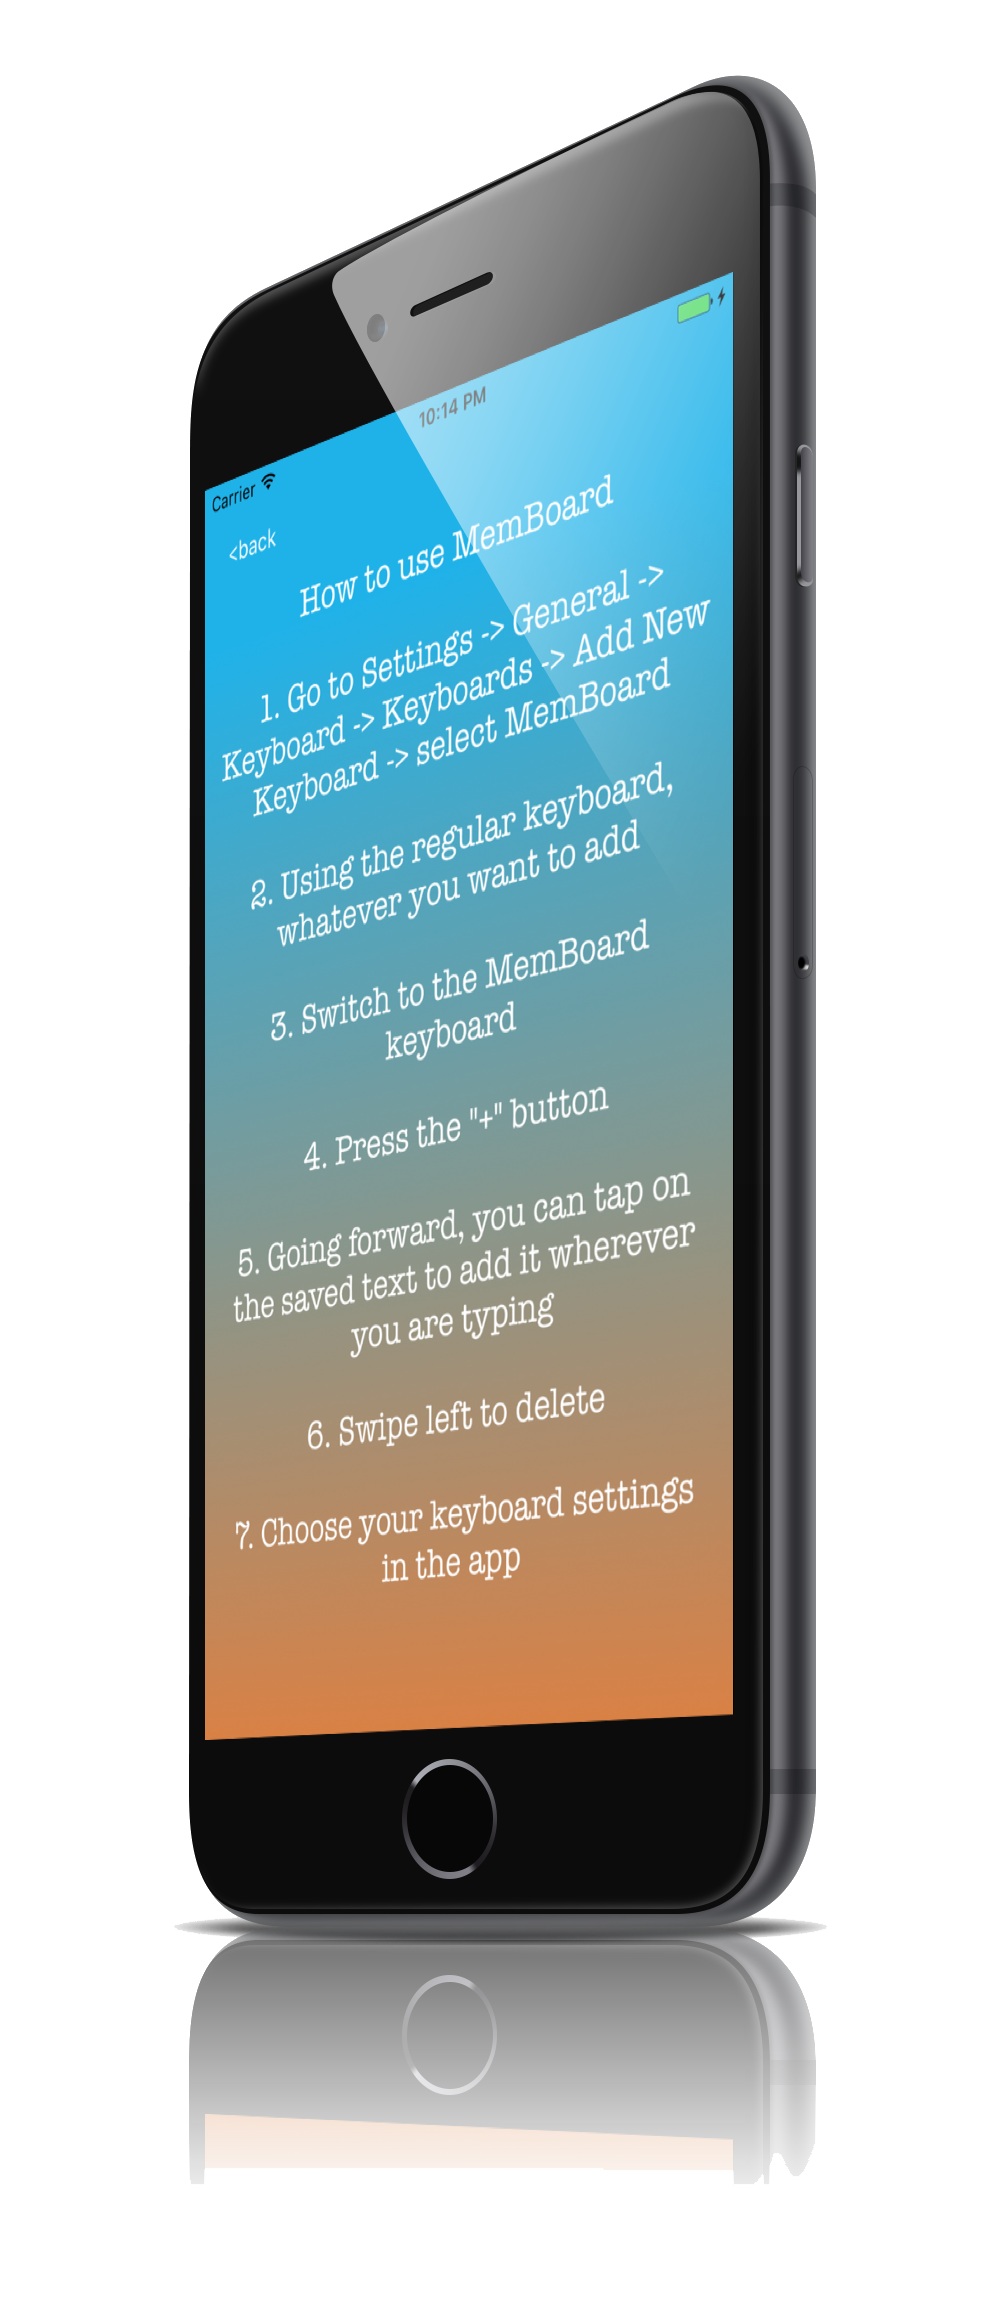 Carrier
10:14 PM
<back
How to use MemBoard
1. Go to Settings -> General ->
Keyboard -> Keyboards -> Add New
Keyboard -> select MemBoard
2. Using the regular keyboard,
whatever you want to add
3. Switch to the MemBoard
keyboard
4. Press the "+" button
5. Going forward, you can tap on
the saved text to add it wherever
you are typing
6. Swipe left to delete
7. Choose your keyboard settings
in the app